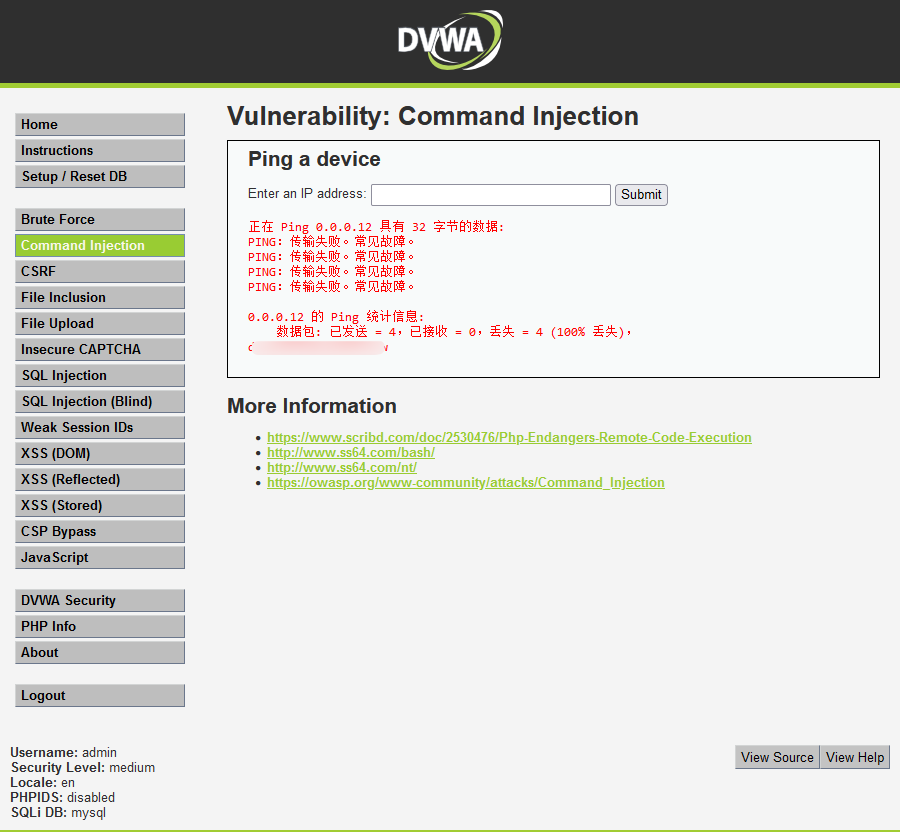 DVWA
Vulnerability: Command Injection
Home
Instructions
Setup / Reset DB
Brute Force
Command Injection
CSRF
File Inclusion
File Upload
Insecure CAPTCHA
SQL Injection
SQL Injection (Blind)
Weak Session IDs
XSS (DOM)
XSS (Reflected)
XSS (Stored)
CSP Bypass
JavaScript
DVWA Security
PHP Info
About
Logout
Ping a device
Enter an IP address:
Submit
正在 Ping 0.0.0.12 具有 32 字节的数据:
PING: 传输失败。常见故障。
PING: 传输失败。常见故障。
PING: 传输失败。常见故障。
PING: 传输失败。常见故障。
0.0.0.12 的 Ping 统计信息:
数据包: 已发送 = 4，已接收 = 0，丢失 = 4 (100% 丢失)，
More Information
https://www.scribd.com/doc/2530476/Php-Endangers-Remote-Code-Execution
http://www.ss64.com/bash/
http://www.ss64.com/nt/
https://owasp.org/www-community/attacks/Command_Injection
Username: admin
Security Level: medium
Locale: en
PHPIDS: disabled
SQLi DB: mysql
View Source
View Help